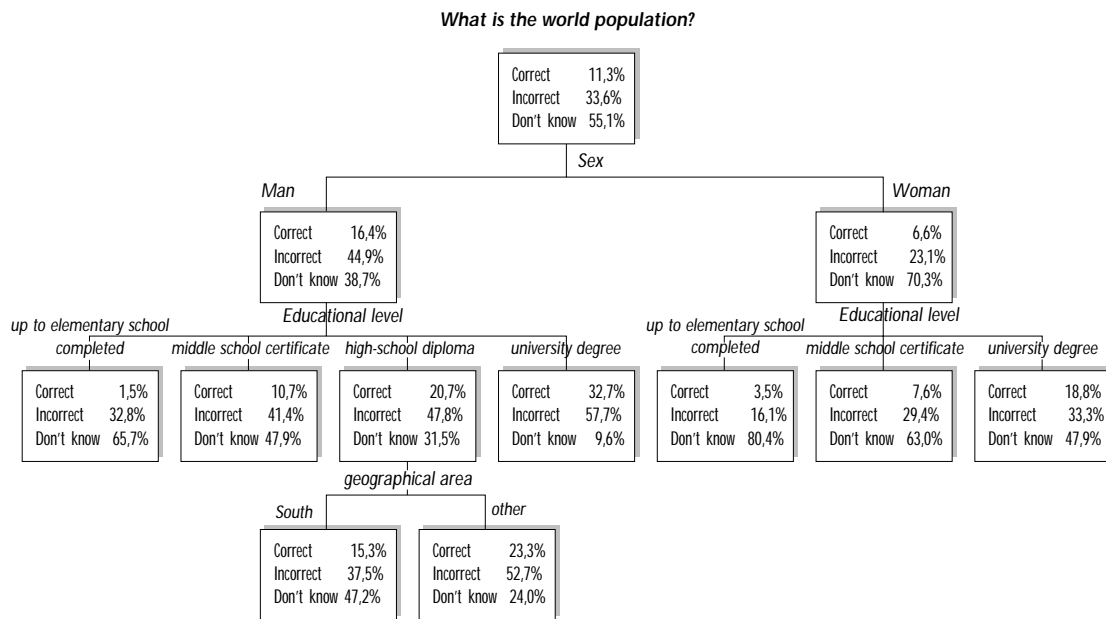 What is the world population?
Correct 11,3%
Incorrect 33,6%
Don't know 55,1%
Sex
Man
Woman
Correct 16,4%
Incorrect 44,9%
Don't know 38,7%
Correct 6,6%
Incorrect 23,1%
Don't know 70,3%
Educational level
Educational level
up to elementary school
completed
middle school certificate
high-school diploma
university degree
up to elementary school
completed
middle school certificate
university degree
Correct 1,5%
Incorrect 32,8%
Don't know 65,7%
Correct 10,7%
Incorrect 41,4%
Don't know 47,9%
Correct 20,7%
Incorrect 47,8%
Don't know 31,5%
Correct 32,7%
Incorrect 57,7%
Don't know 9,6%
Correct 3,5%
Incorrect 16,1%
Don't know 80,4%
Correct 7,6%
Incorrect 29,4%
Don't know 63,0%
Correct 18,8%
Incorrect 33,3%
Don't know 47,9%
geographical area
South
other
Correct 15,3%
Incorrect 37,5%
Don't know 47,2%
Correct 23,3%
Incorrect 52,7%
Don't know 24,0%